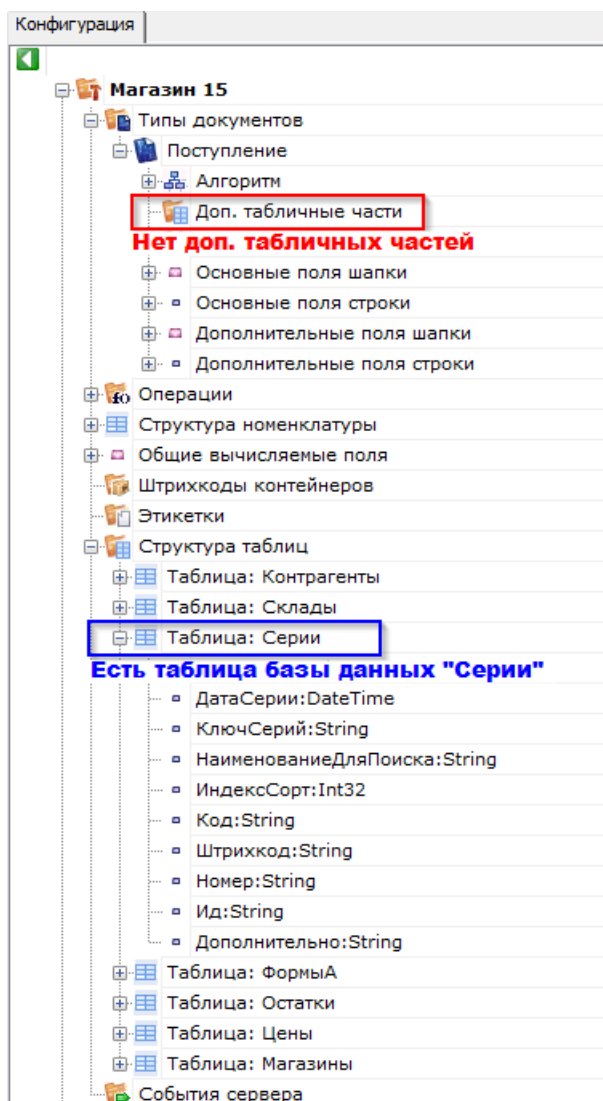 Конфигурация
Магазин 15
Типы документов
Поступление
Алгоритм
Доп. табличные части
Нет доп. табличных частей
Основные поля шапки
Основные поля строки
Дополнительные поля шапки
Дополнительные поля строки
Операции
Структура номенклатуры
Общие вычисляемые поля
Штрихкоды контейнеров
Этикетки
Структура таблиц
Таблица: Контрагенты
Таблица: Склады
Таблица: Серии
Есть таблица базы данных "Серии"
ДатаСерии:DateTime
КлючСерий:String
НаименованиеДляПоиска:String
ИндексСорт:Int32
Код:String
Штрихкод:String
Номер:String
Ид:String
Дополнительно:String
Таблица: ФормыА
Таблица: Остатки
Таблица: Цены
Таблица: Магазины
События сервера